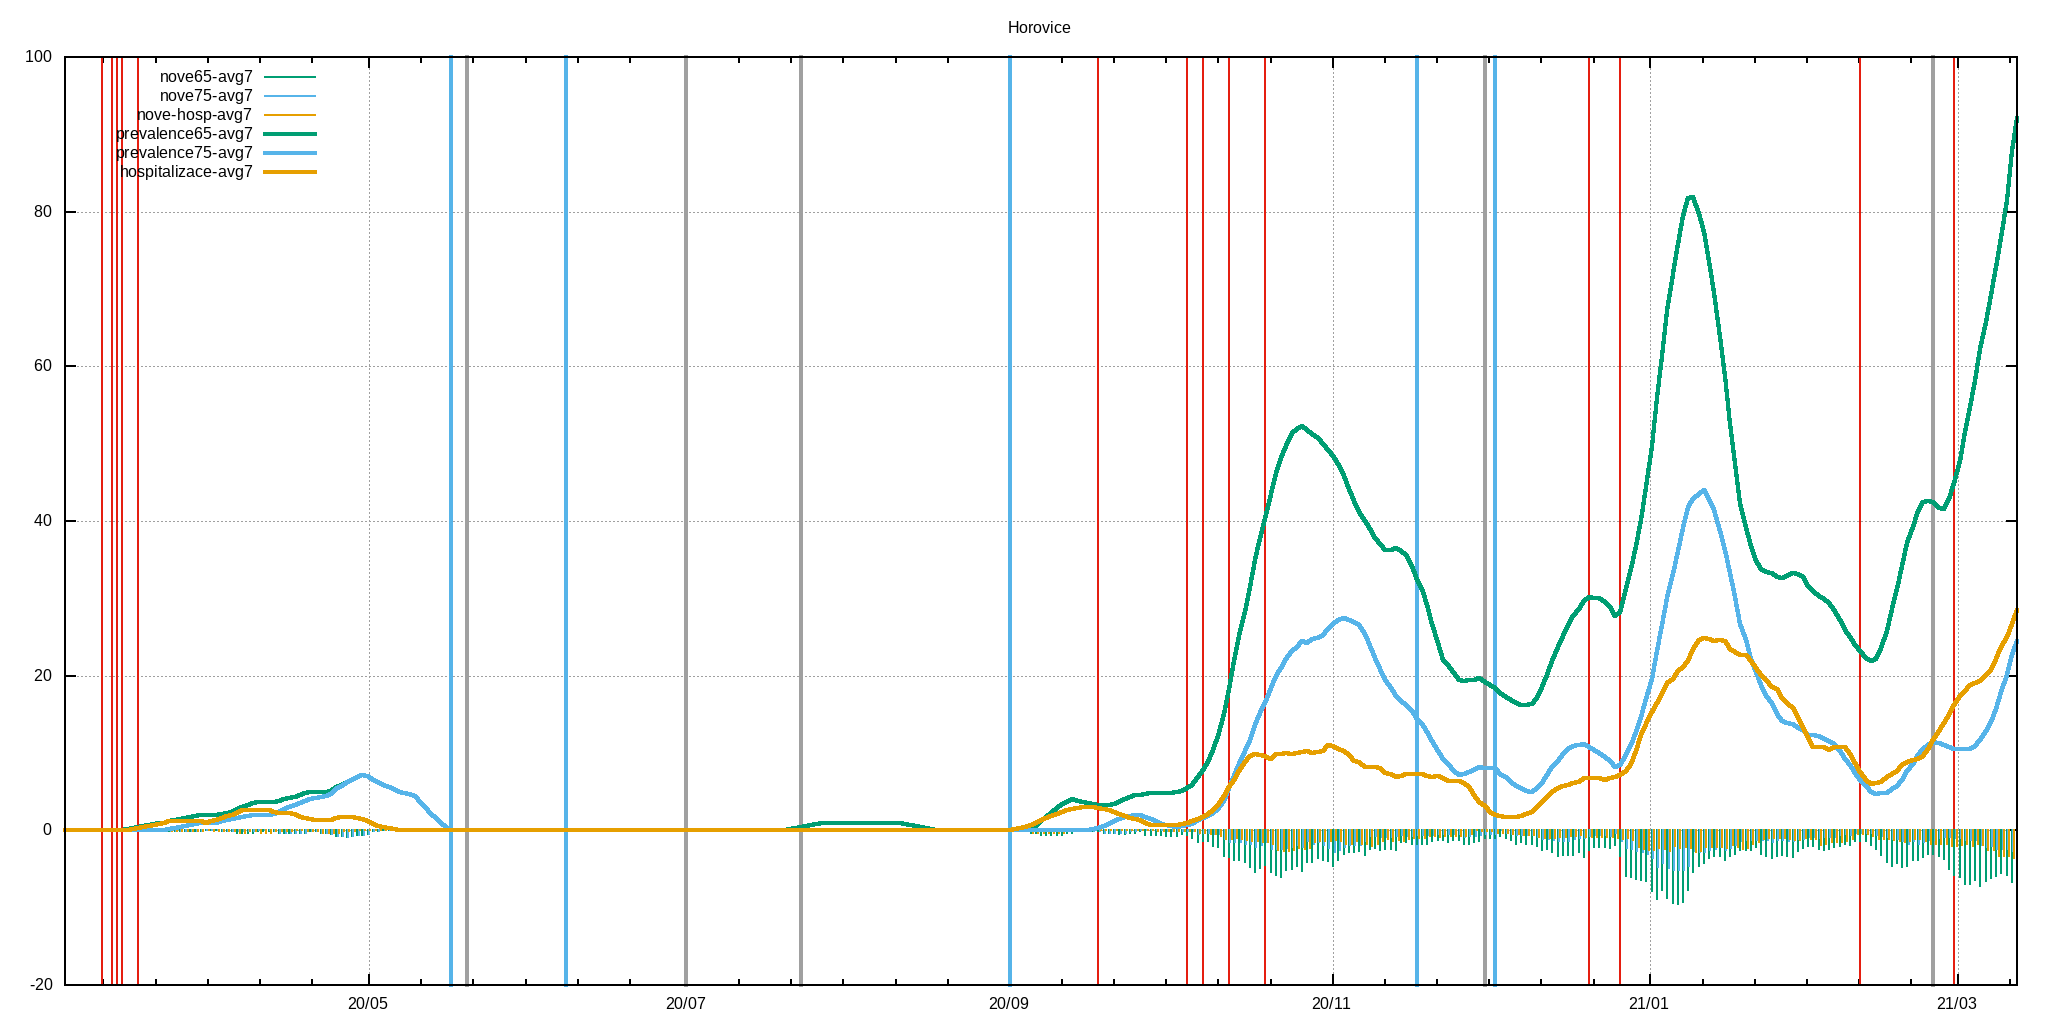 Horovice
100
nove65-avg7
nove75-avg7
nove-hosp-avg7
prevalence65-avg7
prevalence75-avg7
hospitalizace-avg7
80
60
40
20
0
-20
20/05 20/07 20/09 20/11 21/01 21/03